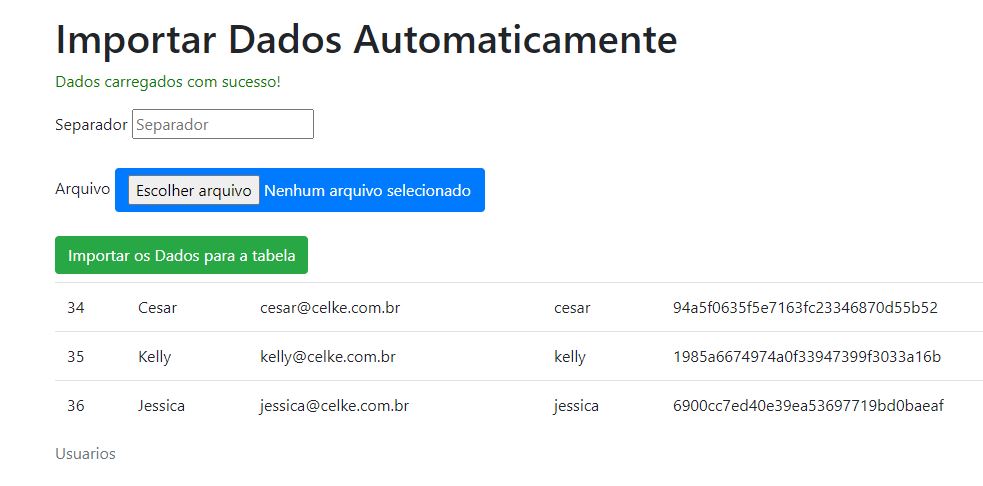 Importar Dados Automaticamente
Dados carregados com sucesso!
Separador Separador
Arquivo Escolher arquivo Nenhum arquivo selecionado
Importar os Dados para a tabela
34 Cesar cesar@celke.com.br cesar 94a5f0635f5e7163fc23346870d55b52
35 Kelly kelly@celke.com.br kelly 1985a6674974a0f33947399f3033a16b
36 Jessica jessica@celke.com.br jessica 6900cc7ed40e39ea53697719bd0baeaf
Usuarios